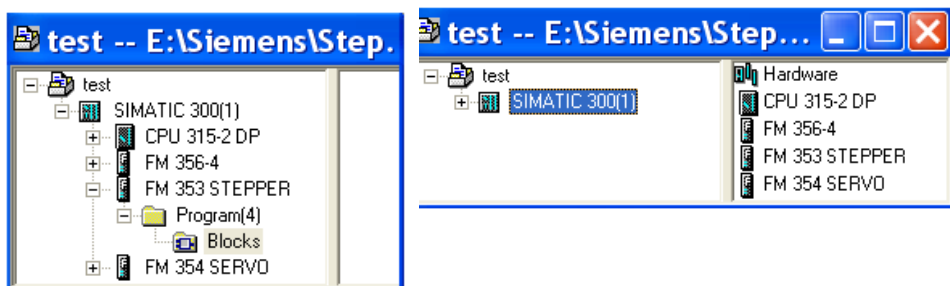 test -- E:\Siemens\Step.
test
SIMATIC 300(1)
CPU 315-2 DP
FM 356-4
FM 353 STEPPER
Program(4)
Blocks
FM 354 SERVO
test -- E:\Siemens\Step...
test
SIMATIC 300(1)
Hardware
CPU 315-2 DP
FM 356-4
FM 353 STEPPER
FM 354 SERVO